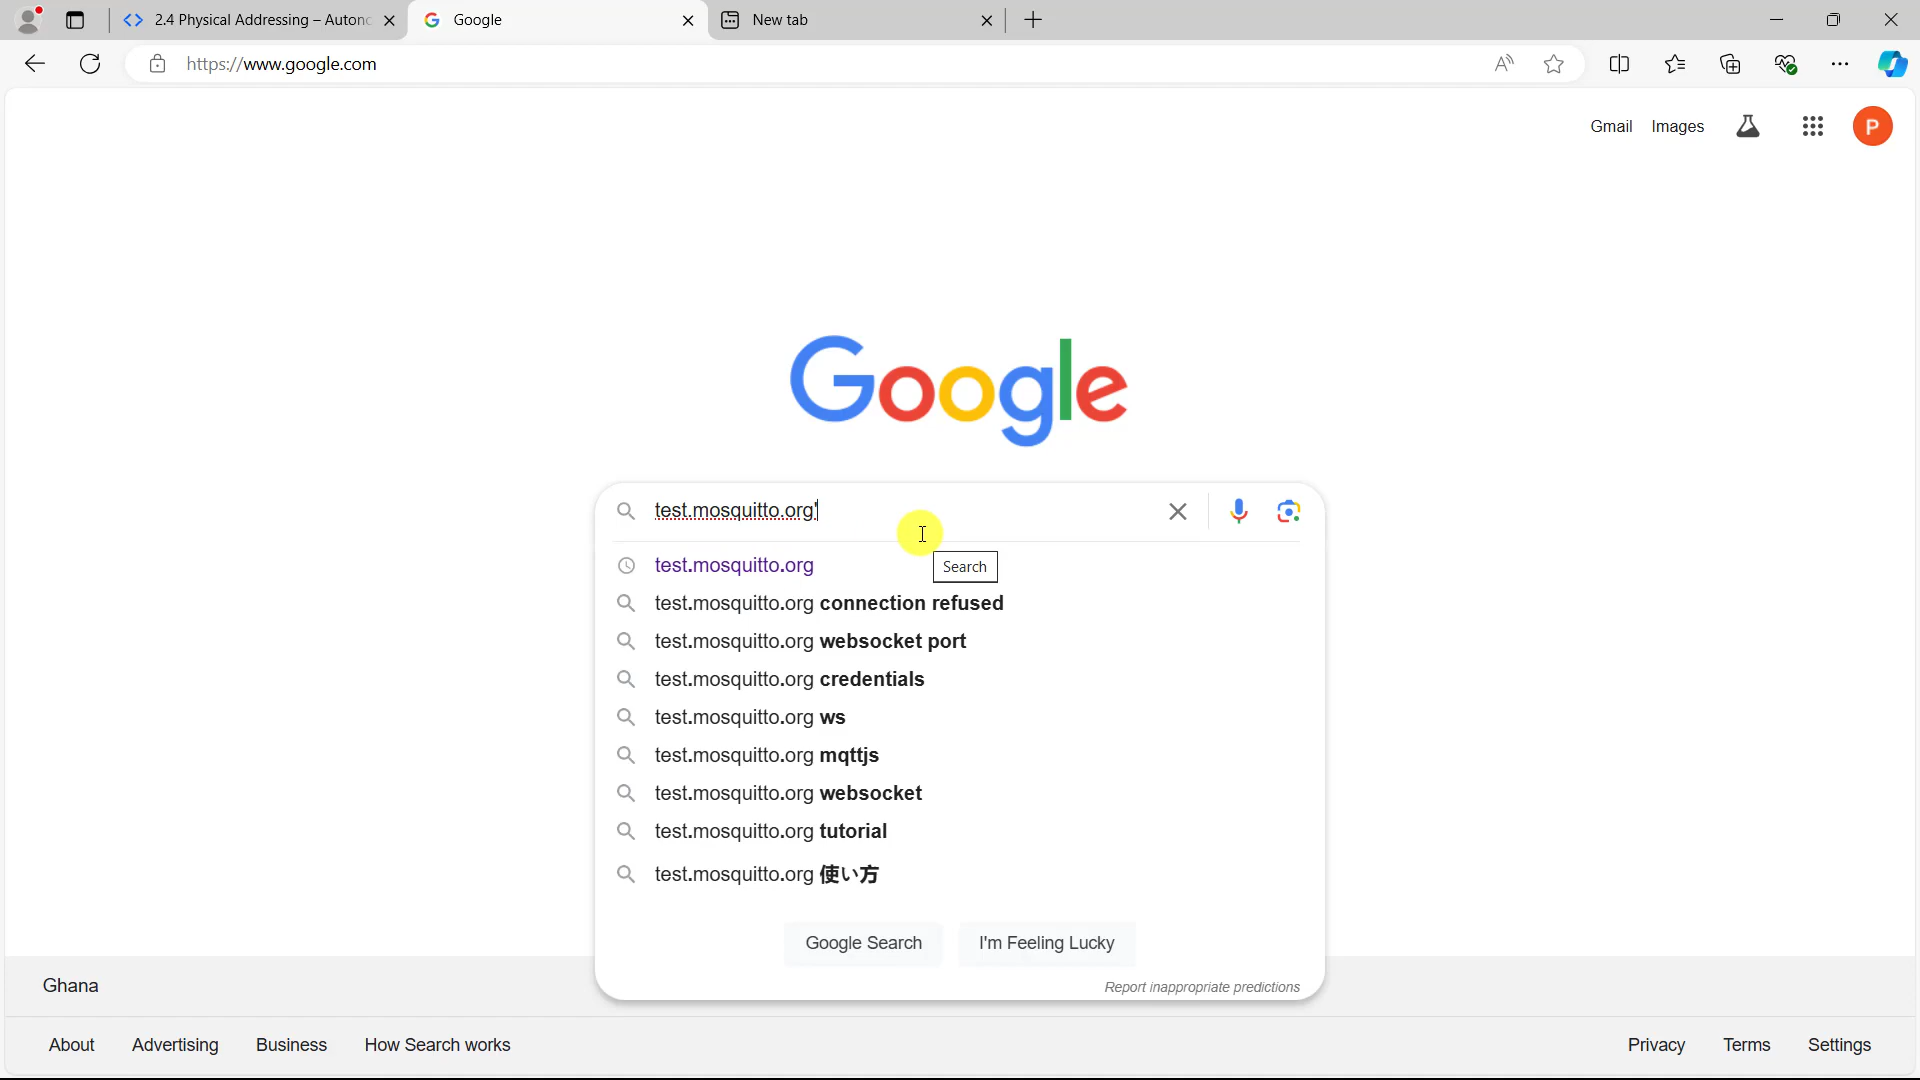 2.4 Physical Addressing – Autono
Google
New tab
https://www.google.com
Gmail
Images
P
Google
test.mosquitto.org'
test.mosquitto.org
Search
test.mosquitto.org connection refused
test.mosquitto.org websocket port
test.mosquitto.org credentials
test.mosquitto.org ws
test.mosquitto.org mqttjs
test.mosquitto.org websocket
test.mosquitto.org tutorial
test.mosquitto.org 使い方
Google Search
I'm Feeling Lucky
Report inappropriate predictions
Ghana
About
Advertising
Business
How Search works
Privacy
Terms
Settings